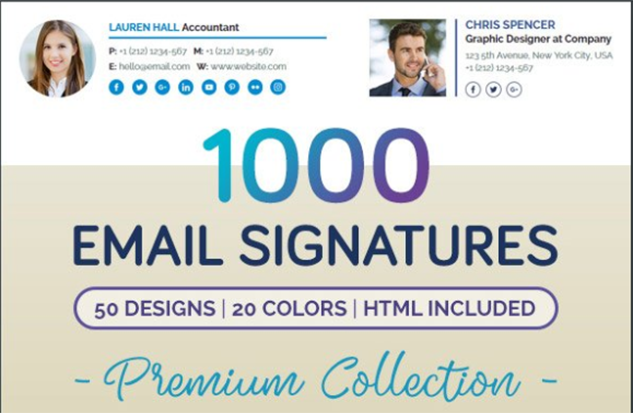 LAUREN HALL Accountant
P: +1 (212) 1234-567 M: +1 (212) 1234-567
E: hello@email.com W: www.website.com
CHRIS SPENCER
Graphic Designer at Company
123 5th Avenue, New York City, USA
+1 (212) 1234-567
1000
EMAIL SIGNATURES
50 DESIGNS | 20 COLORS | HTML INCLUDED
- Premium Collection -